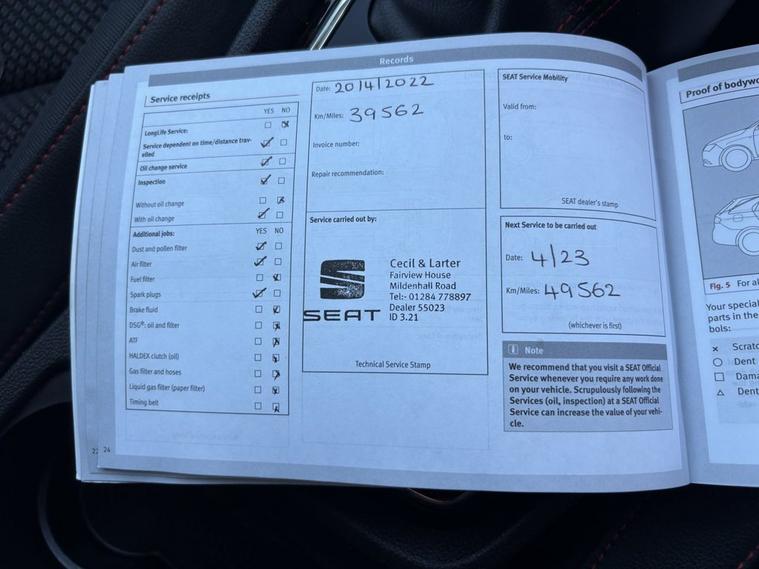 Records
Service receipts
YES NO
LongLife Service:
Service dependent on time/distance trav-
elled
Oil change service
Inspection
Without oil change
With oil change
Additional jobs: YES NO
Dust and pollen filter
Air filter
Fuel filter
Spark plugs
Brake fluid
DSG®: oil and filter
ATF
HALDEX clutch (oil)
Gas filter and hoses
Liquid gas filter (paper filter)
Timing belt
24
Date: 20/4/2022
Km/Miles: 39562
Invoice number:
Repair recommendation:
Service carried out by:
Cecil & Larter
Fairview House
Mildenhall Road
Tel:- 01284 778897
Dealer 55023
ID 3.21
SEAT
Technical Service Stamp
SEAT Service Mobility
Valid from:
to:
SEAT dealer's stamp
Next Service to be carried out
Date: 4/23
Km/Miles: 49562
(whichever is first)
i Note
We recommend that you visit a SEAT Official
Service whenever you require any work done
on your vehicle. Scrupulously following the
Services (oil, inspection) at a SEAT Official
Service can increase the value of your vehi-
cle.
Proof of bodywo
Fig. 5 For al
Your special
parts in the
bols:
Scratc
Dent
Dama
Dent